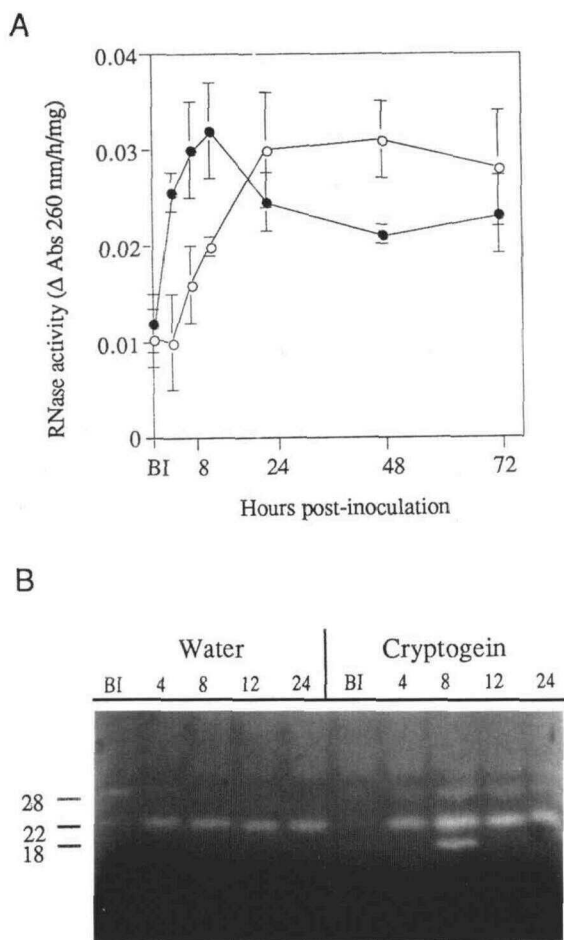 A
0.04
0.03
0.02
0.01
0
RNase activity (Δ Abs 260 nm/h/mg)
BI 8 24 48 72
Hours post-inoculation
B
Water Cryptogein
BI 4 8 12 24 BI 4 8 12 24
28
22
18